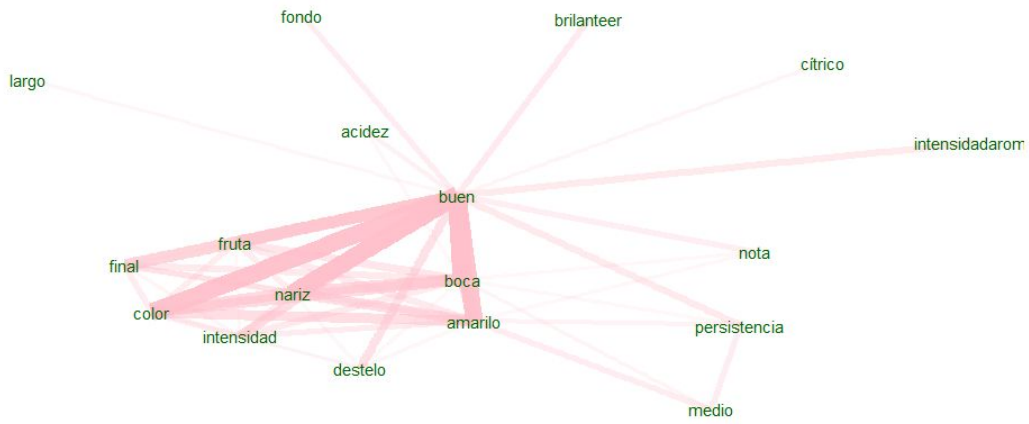 fondo
brilanteer
cítrico
largo
acidez
intensidadarom
buen
fruta
nota
final
boca
nariz
color
amarilo
persistencia
intensidad
destelo
medio